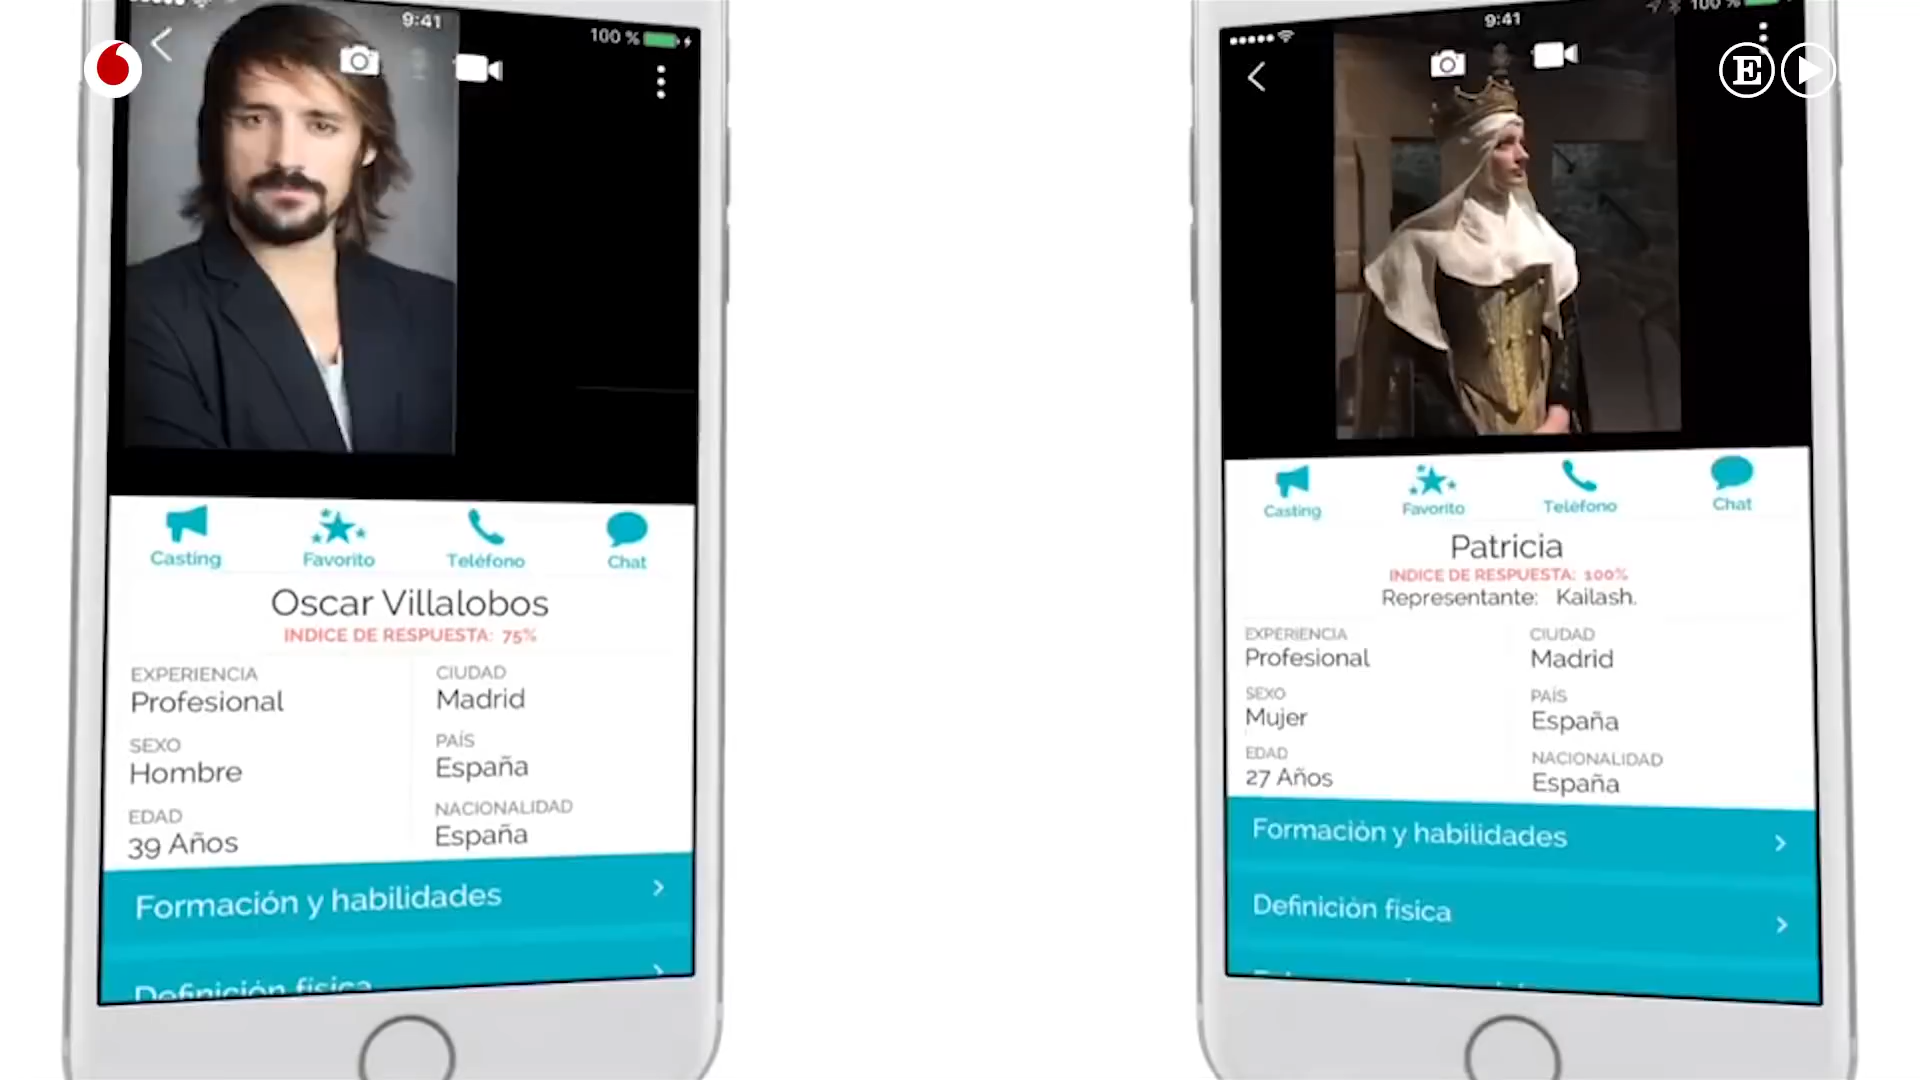 9:41
100 %
Casting
Favorito
Teléfono
Chat
Oscar Villalobos
INDICE DE RESPUESTA: 75%
EXPERIENCIA
Profesional
CIUDAD
Madrid
SEXO
Hombre
PAÍS
España
EDAD
39 Años
NACIONALIDAD
España
Formación y habilidades
Definición física
9:41
100 %
E
Casting
Favorito
Teléfono
Chat
Patricia
INDICE DE RESPUESTA: 100%
Representante: Kailash.
EXPERIENCIA
Profesional
CIUDAD
Madrid
SEXO
Mujer
PAÍS
España
EDAD
27 Años
NACIONALIDAD
España
Formación y habilidades
Definición física